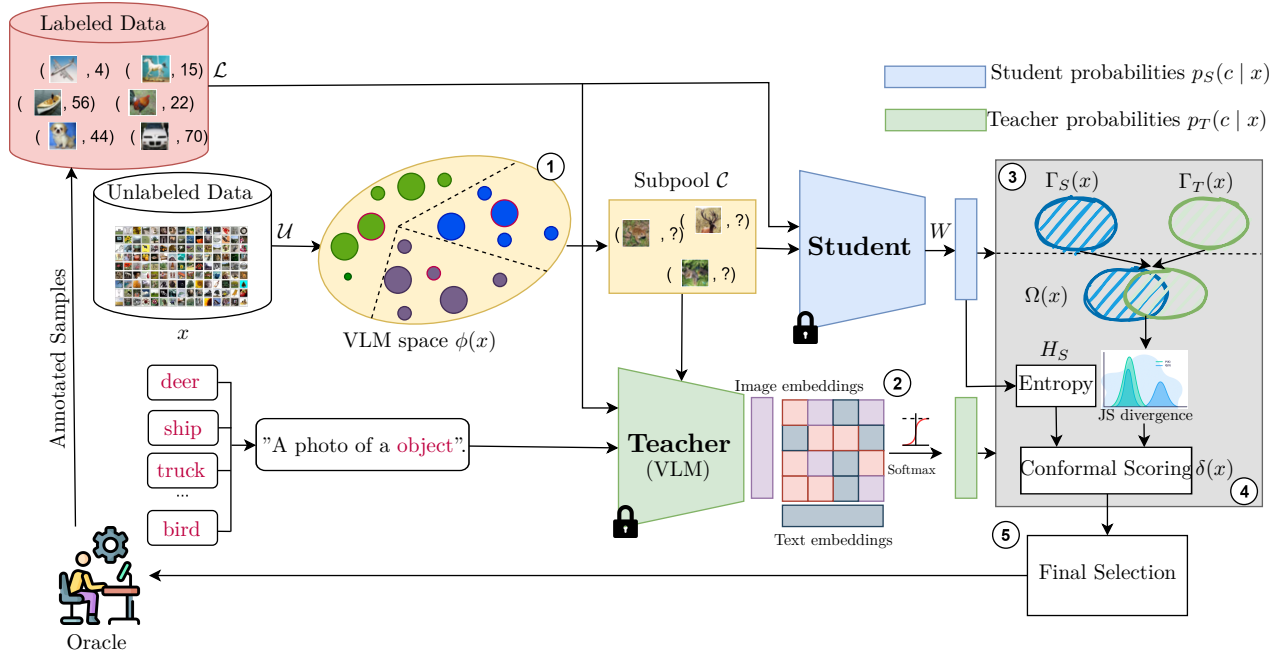 Labeled Data
( , 4) ( , 15)
( , 56) ( , 22)
( , 44) ( , 70)
ℒ
Student probabilities p_S(c | x)
Teacher probabilities p_T(c | x)
Unlabeled Data
x
𝒰
1
VLM space ϕ(x)
Subpool 𝒞
( , ?) ( , ?)
( , ?)
Student
W
3
Γ_S(x)
Γ_T(x)
Ω(x)
H_S
Entropy
JS divergence
Conformal Scoring δ(x)
4
Annotated Samples
deer
ship
truck
...
bird
"A photo of a object".
Teacher
(VLM)
Image embeddings
2
Text embeddings
Softmax
5
Final Selection
Oracle